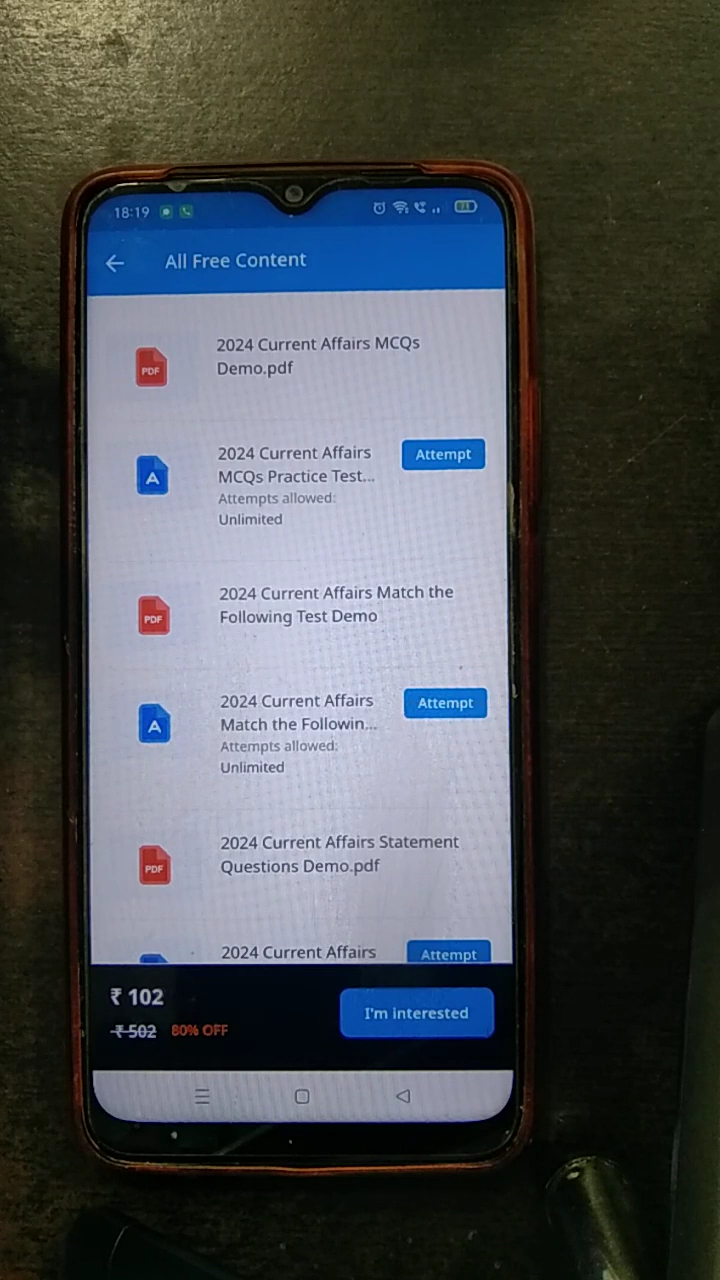 18:19
All Free Content
2024 Current Affairs MCQs
Demo.pdf
PDF
2024 Current Affairs
MCQs Practice Test...
Attempts allowed:
Unlimited
Attempt
A
2024 Current Affairs Match the
Following Test Demo
PDF
2024 Current Affairs
Match the Followin...
Attempts allowed:
Unlimited
Attempt
A
2024 Current Affairs Statement
Questions Demo.pdf
PDF
2024 Current Affairs
Attempt
₹ 102
₹ 502 80% OFF
I'm interested